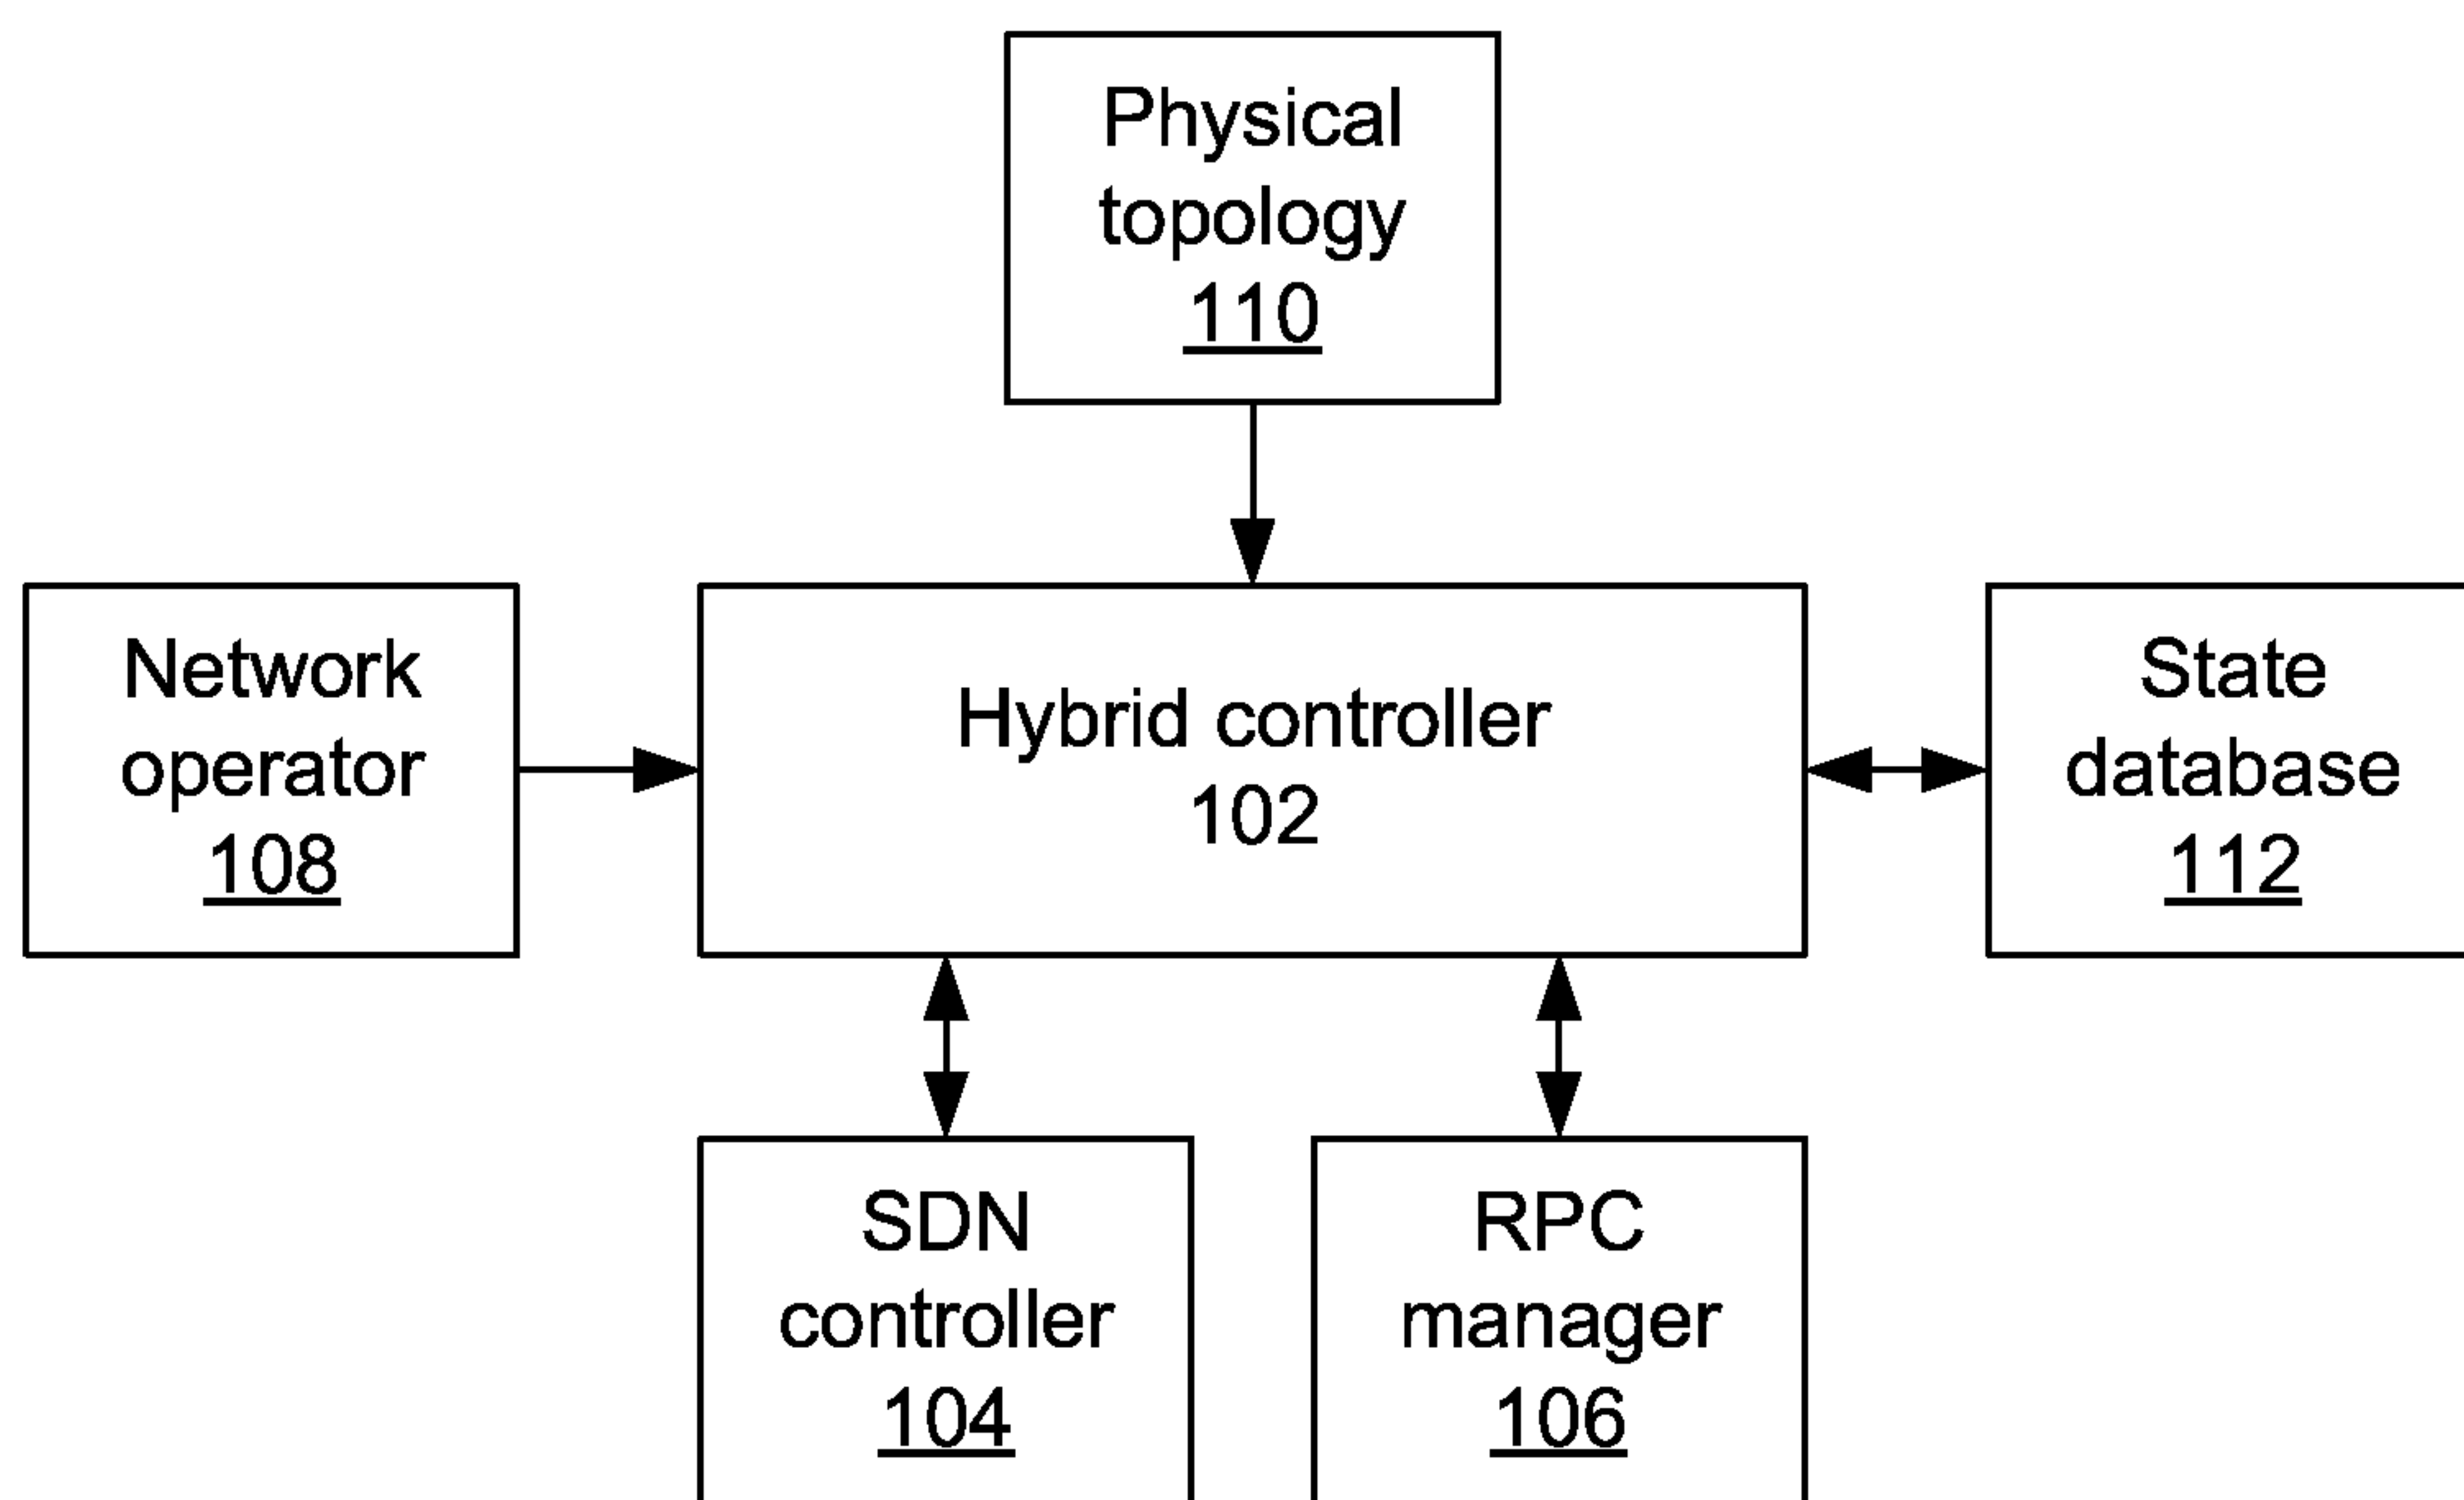 Physical
topology
110
Network
operator
108
Hybrid controller
102
State
database
112
SDN
controller
104
RPC
manager
106